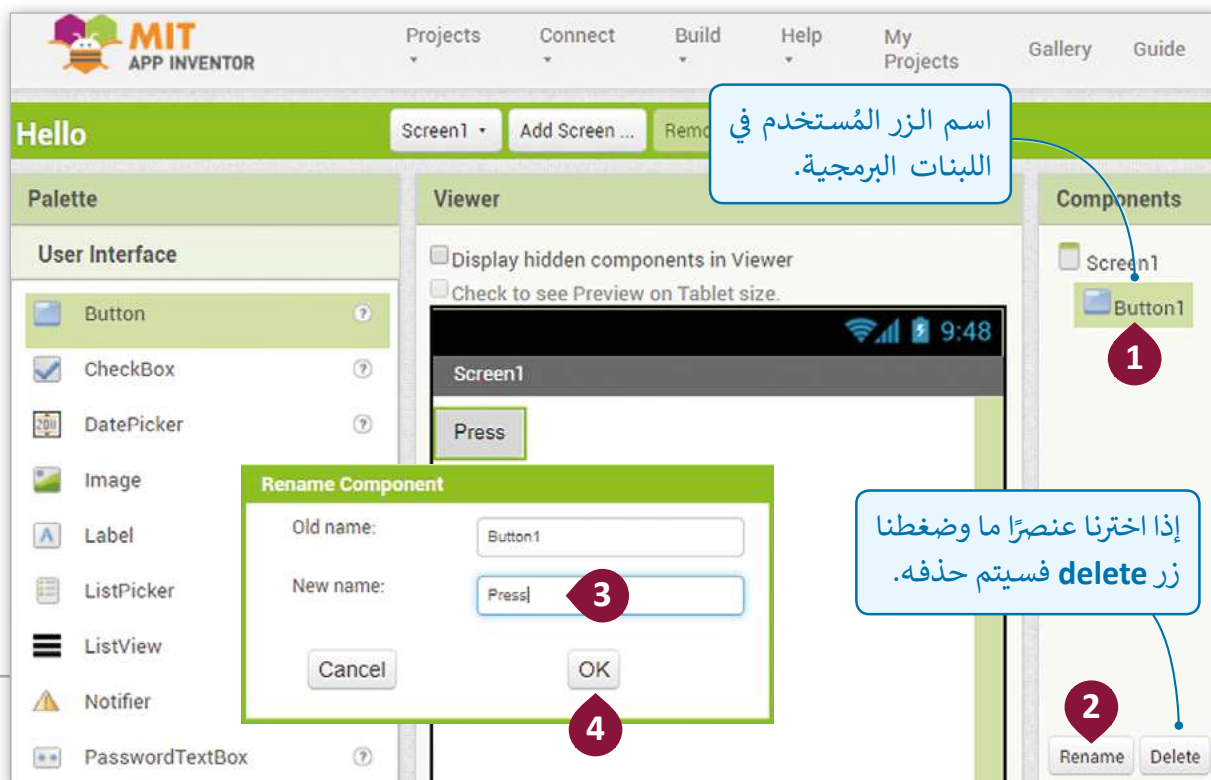 MIT
APP INVENTOR
Projects
Connect
Build
Help
My
Projects
Gallery
Guide
Hello
Screen1
Add Screen ...
اسم الزر المُستخدم في
اللبنات البرمجية.
Palette
Viewer
Components
User Interface
Display hidden components in Viewer
Check to see Preview on Tablet size.
Screen1
Button1
1
Button
?
CheckBox
?
DatePicker
?
Image
Label
ListPicker
ListView
Notifier
PasswordTextBox
?
9:48
Screen1
Press
Rename Component
Old name:
Button1
New name:
Press
3
Cancel
OK
4
إذا اخترنا عنصرًا ما وضغطنا
زر delete فسيتم حذفه.
2
Rename
Delete